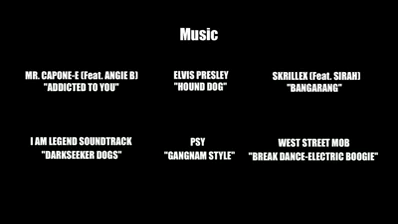 Music
MR. CAPONE-E (Feat. ANGIE B)
"ADDICTED TO YOU"
ELVIS PRESLEY
"HOUND DOG"
SKRILLEX (Feat. SIRAH)
"BANGARANG"
I AM LEGEND SOUNDTRACK
"DARKSEEKER DOGS"
PSY
"GANGNAM STYLE"
WEST STREET MOB
"BREAK DANCE-ELECTRIC BOOGIE"